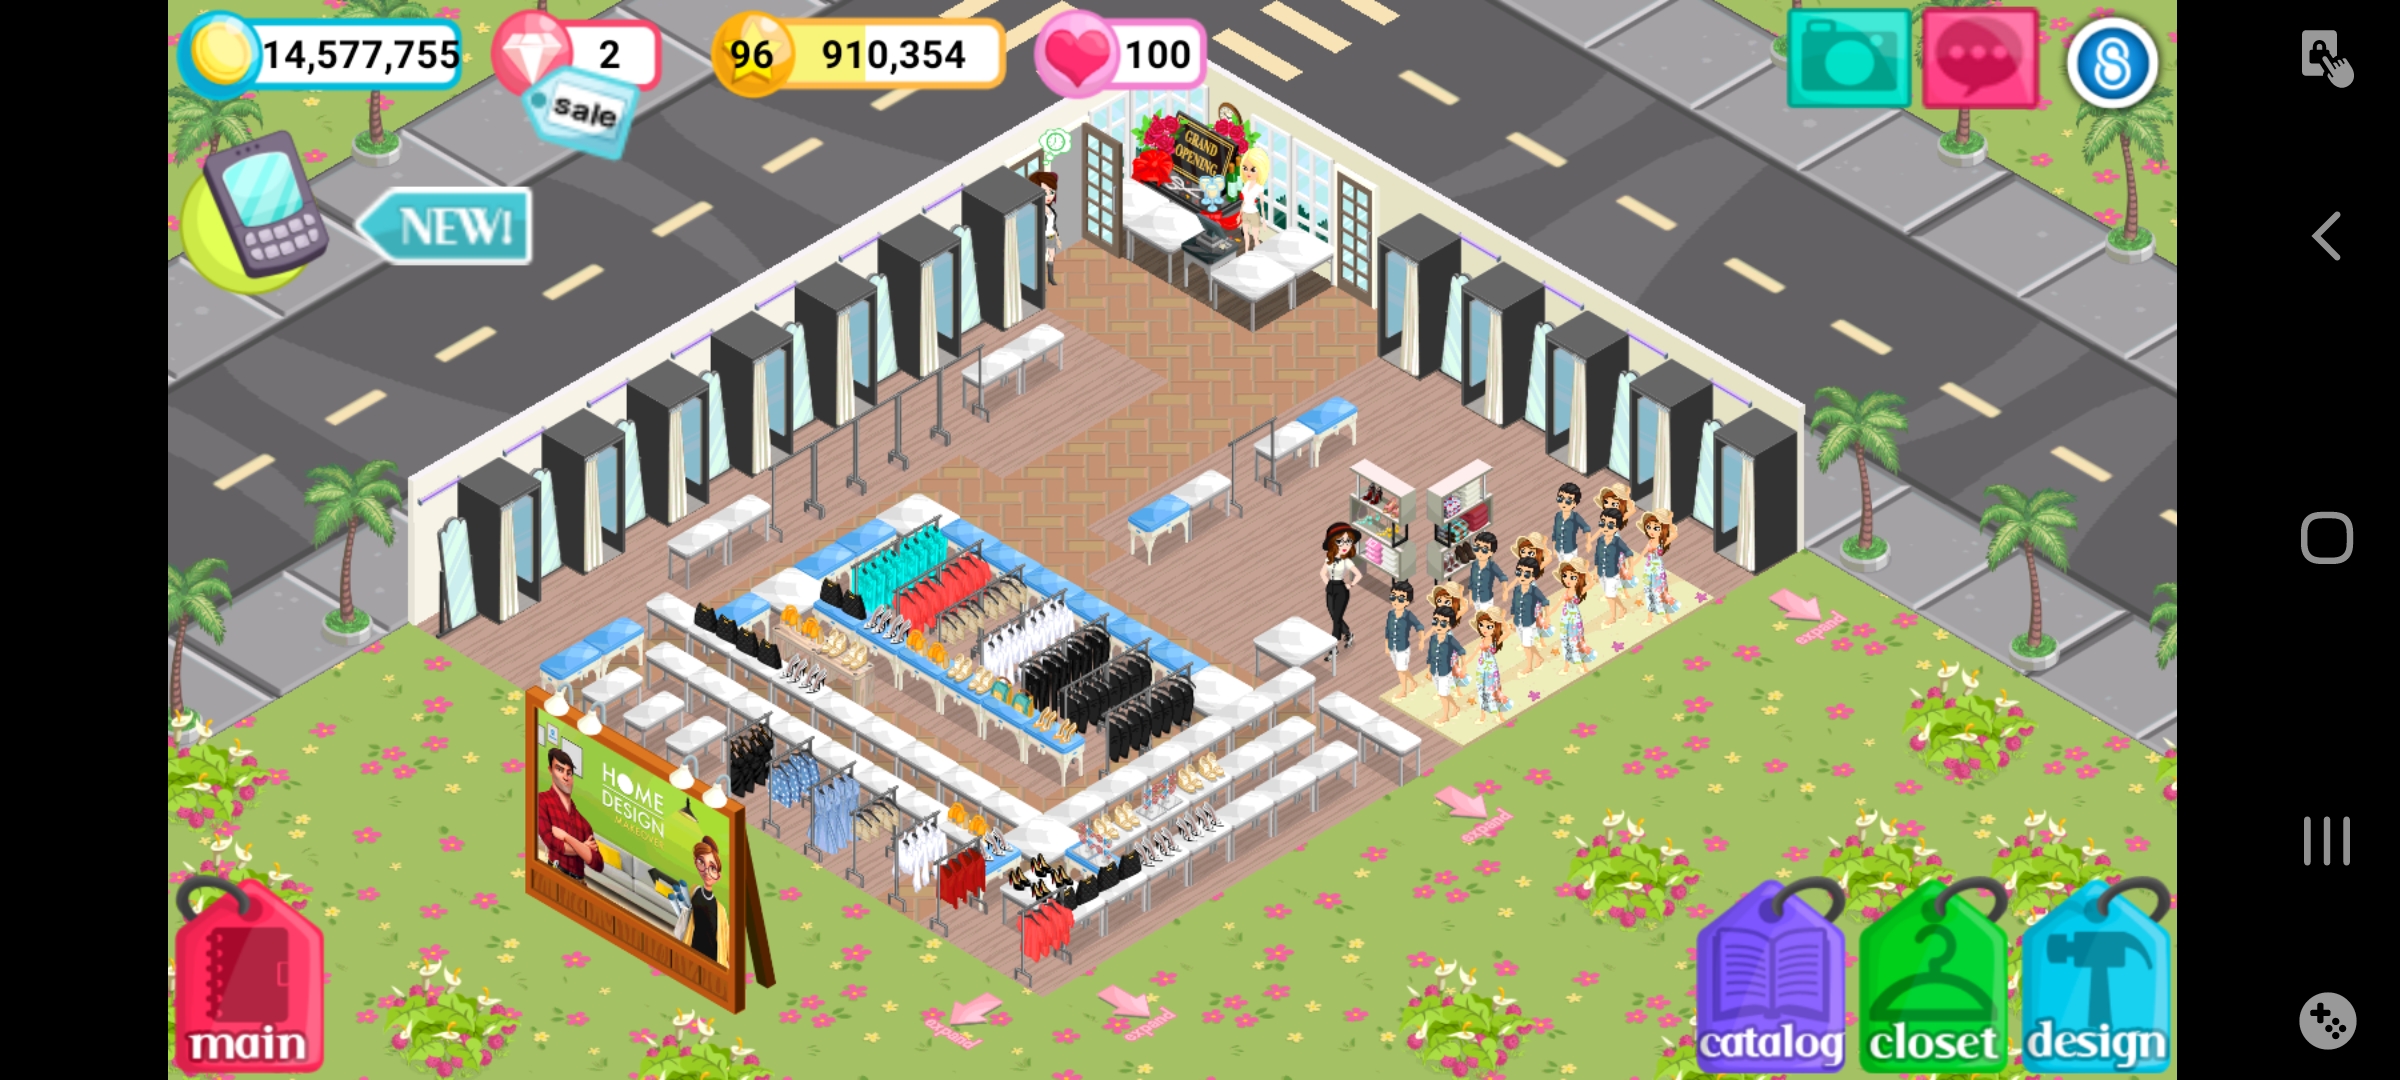 14,577,755
2
96
910,354
100
sale
NEW!
GRAND
OPENING
HOME
DESIGN
MAKEOVER
expand
expand
expand
expand
main
catalog
closet
design